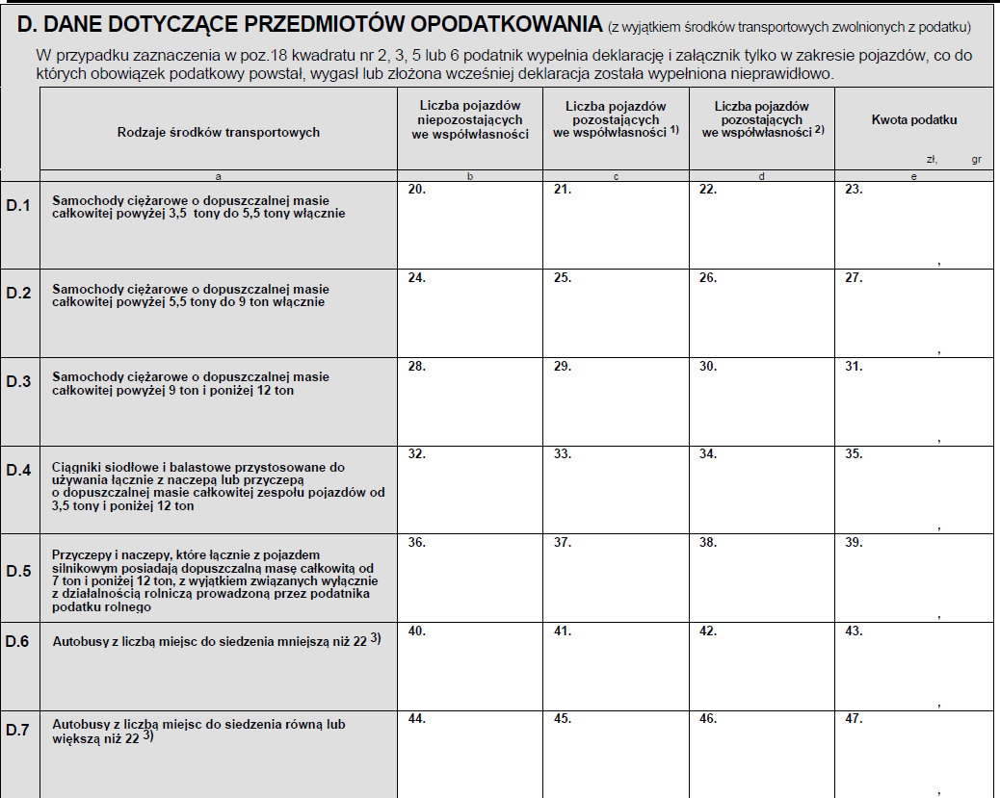 D. DANE DOTYCZĄCE PRZEDMIOTÓW OPODATKOWANIA (z wyjątkiem środków transportowych zwolnionych z podatku)
W przypadku zaznaczenia w poz.18 kwadratu nr 2, 3, 5 lub 6 podatnik wypełnia deklarację i załącznik tylko w zakresie pojazdów, co do
których obowiązek podatkowy powstał, wygasł lub złożona wcześniej deklaracja została wypełniona nieprawidłowo.
Rodzaje środków transportowych
Liczba pojazdów
niepozostających
we współwłasności
Liczba pojazdów
pozostających
we współwłasności 1)
Liczba pojazdów
pozostających
we współwłasności 2)
Kwota podatku
zł, gr
a b c d e
D.1
Samochody ciężarowe o dopuszczalnej masie
całkowitej powyżej 3,5 tony do 5,5 tony włącznie
20. 21. 22. 23.
,
D.2
Samochody ciężarowe o dopuszczalnej masie
całkowitej powyżej 5,5 tony do 9 ton włącznie
24. 25. 26. 27.
,
D.3
Samochody ciężarowe o dopuszczalnej masie
całkowitej powyżej 9 ton i poniżej 12 ton
28. 29. 30. 31.
,
D.4
Ciągniki siodłowe i balastowe przystosowane do
używania łącznie z naczepą lub przyczepą
o dopuszczalnej masie całkowitej zespołu pojazdów od
3,5 tony i poniżej 12 ton
32. 33. 34. 35.
,
D.5
Przyczepy i naczepy, które łącznie z pojazdem
silnikowym posiadają dopuszczalną masę całkowitą od
7 ton i poniżej 12 ton, z wyjątkiem związanych wyłącznie
z działalnością rolniczą prowadzoną przez podatnika
podatku rolnego
36. 37. 38. 39.
,
D.6
Autobusy z liczbą miejsc do siedzenia mniejszą niż 22 3)
40. 41. 42. 43.
,
D.7
Autobusy z liczbą miejsc do siedzenia równą lub
większą niż 22 3)
44. 45. 46. 47.
,